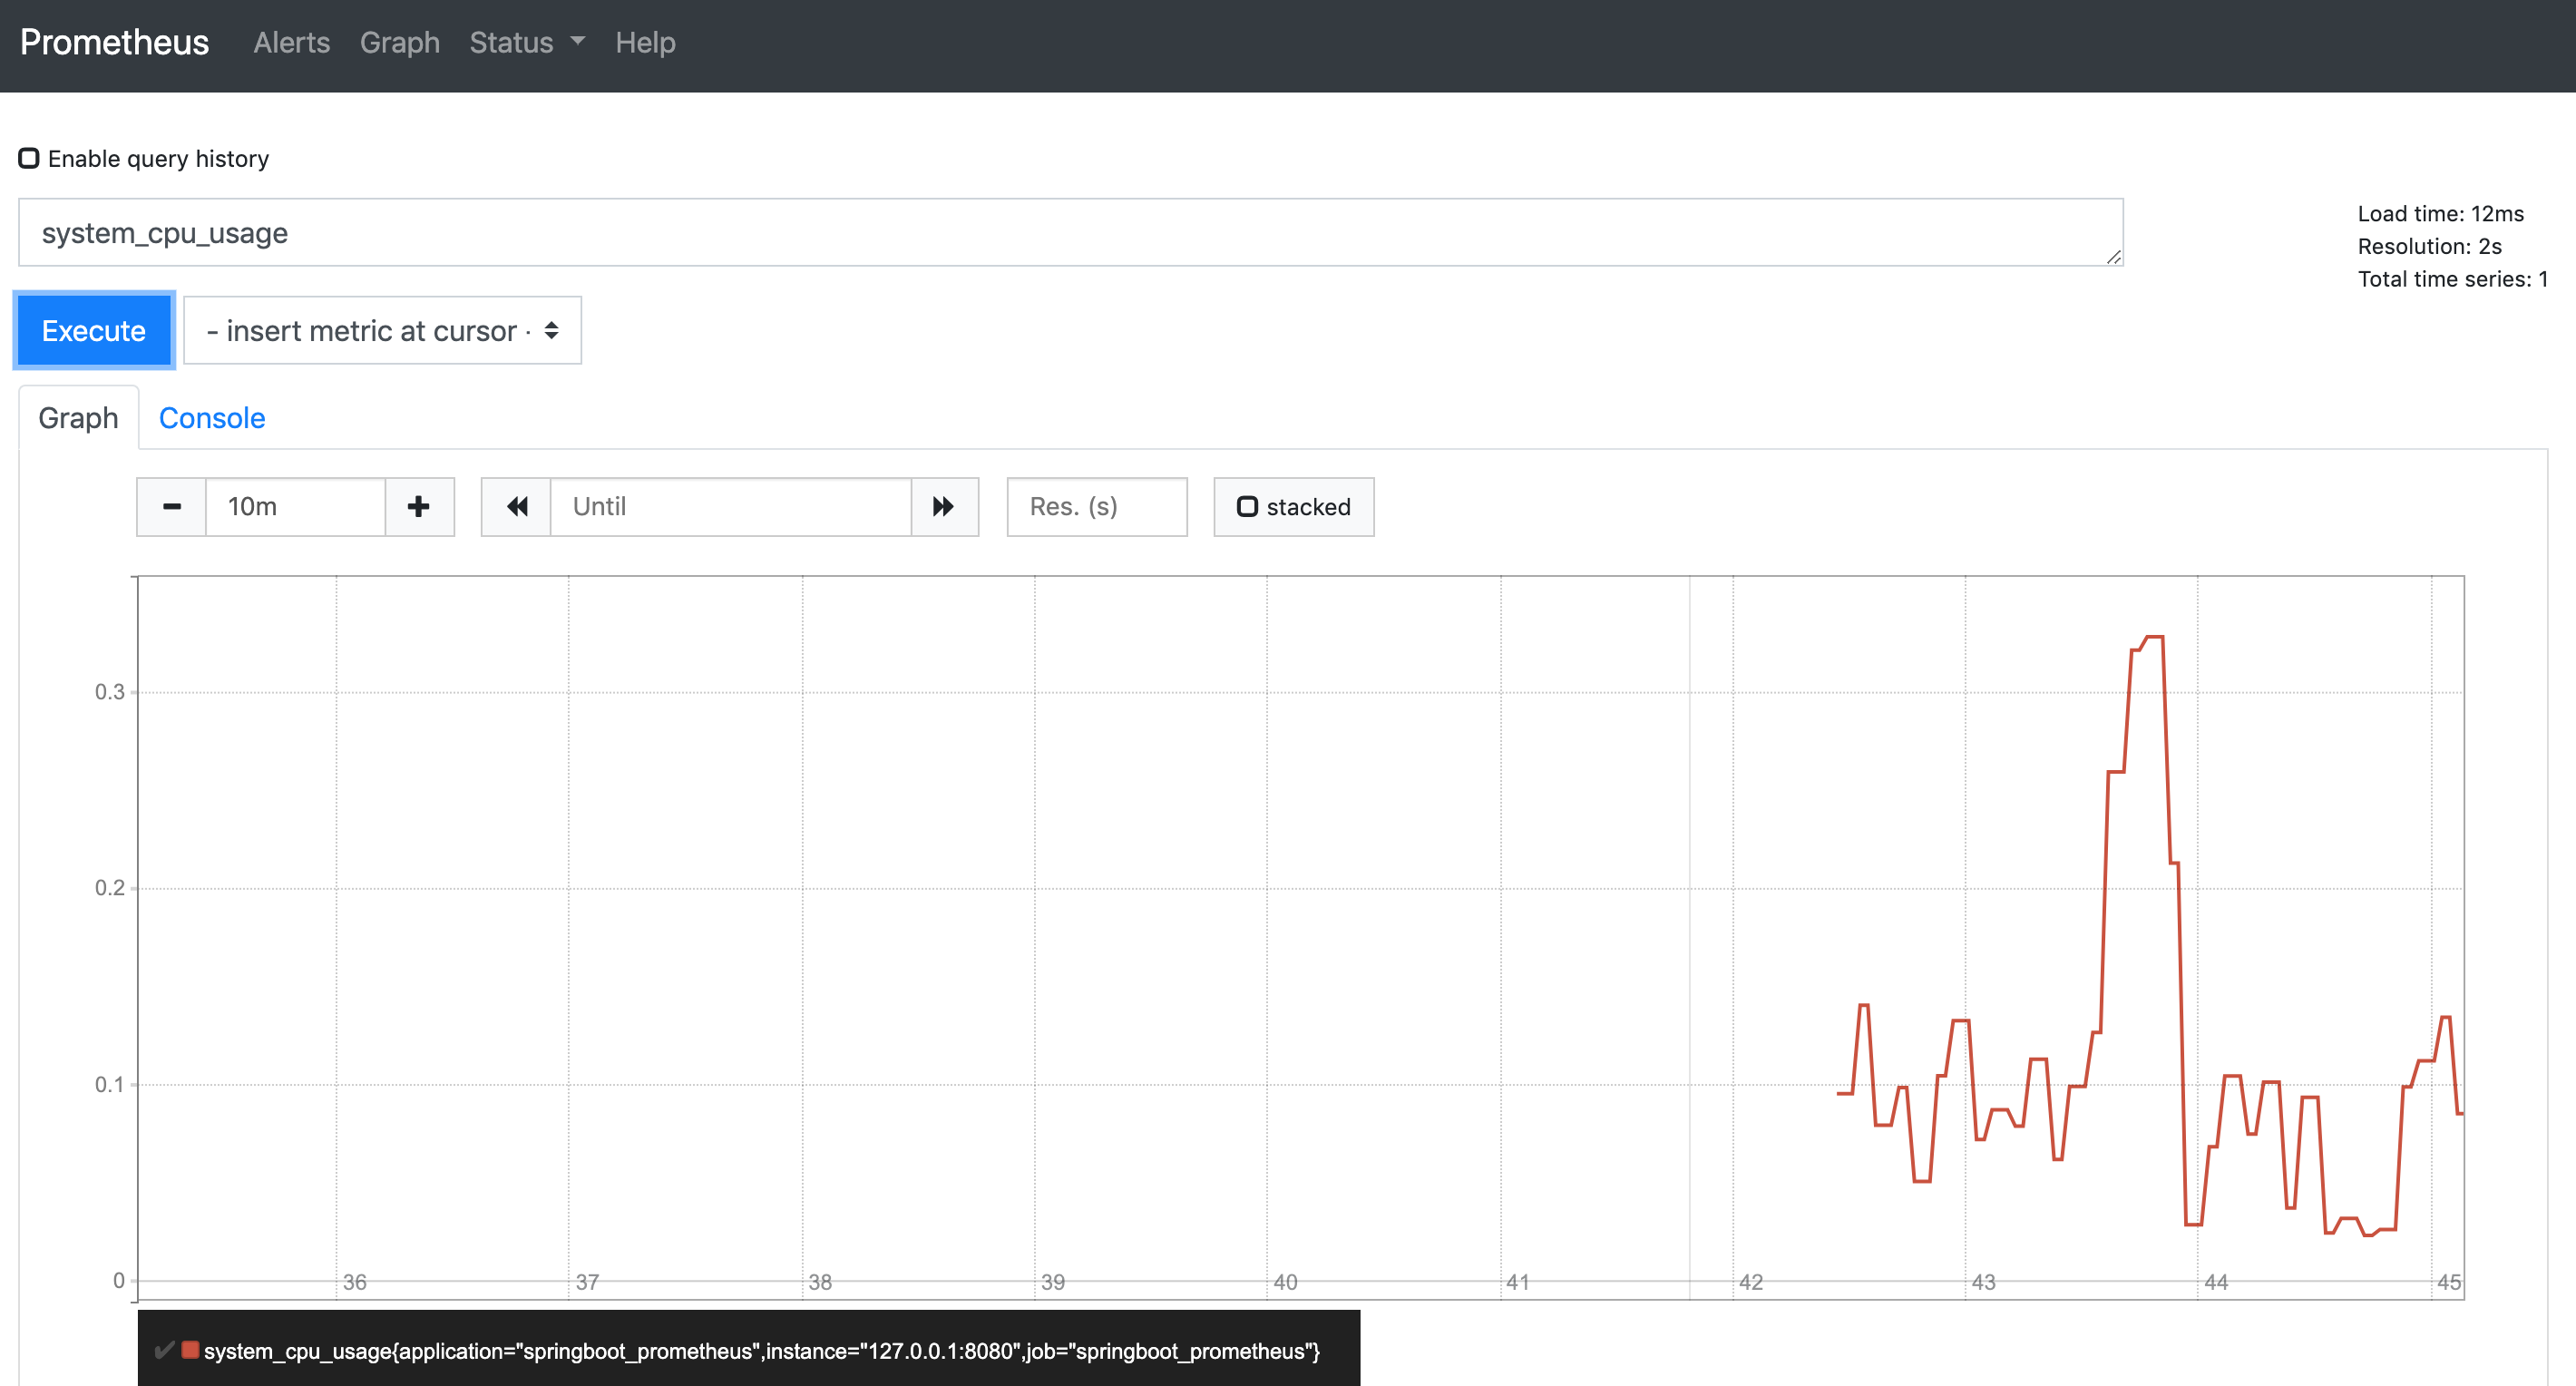 Prometheus Alerts Graph Status Help
Enable query history
system_cpu_usage
Load time: 12ms
Resolution: 2s
Total time series: 1
Execute - insert metric at cursor -
Graph Console
10m Until Res. (s) stacked
0.3
0.2
0.1
0
36 37 38 39 40 41 42 43 44 45
system_cpu_usage{application="springboot_prometheus",instance="127.0.0.1:8080",job="springboot_prometheus"}